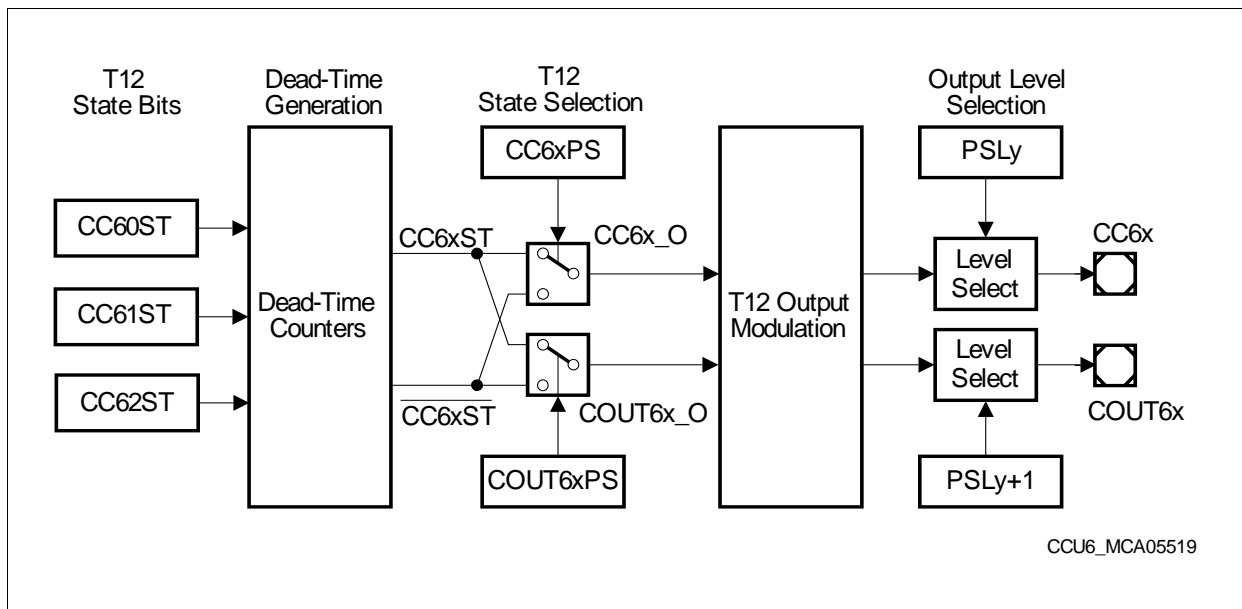 T12
State Bits
Dead-Time
Generation
T12
State Selection
Output Level
Selection
CC6xPS
PSLy
CC60ST
CC61ST
CC62ST
Dead-Time
Counters
CC6xST
CC6xST
CC6x_O
COUT6x_O
COUT6xPS
T12 Output
Modulation
Level
Select
CC6x
Level
Select
COUT6x
PSLy+1
CCU6_MCA05519